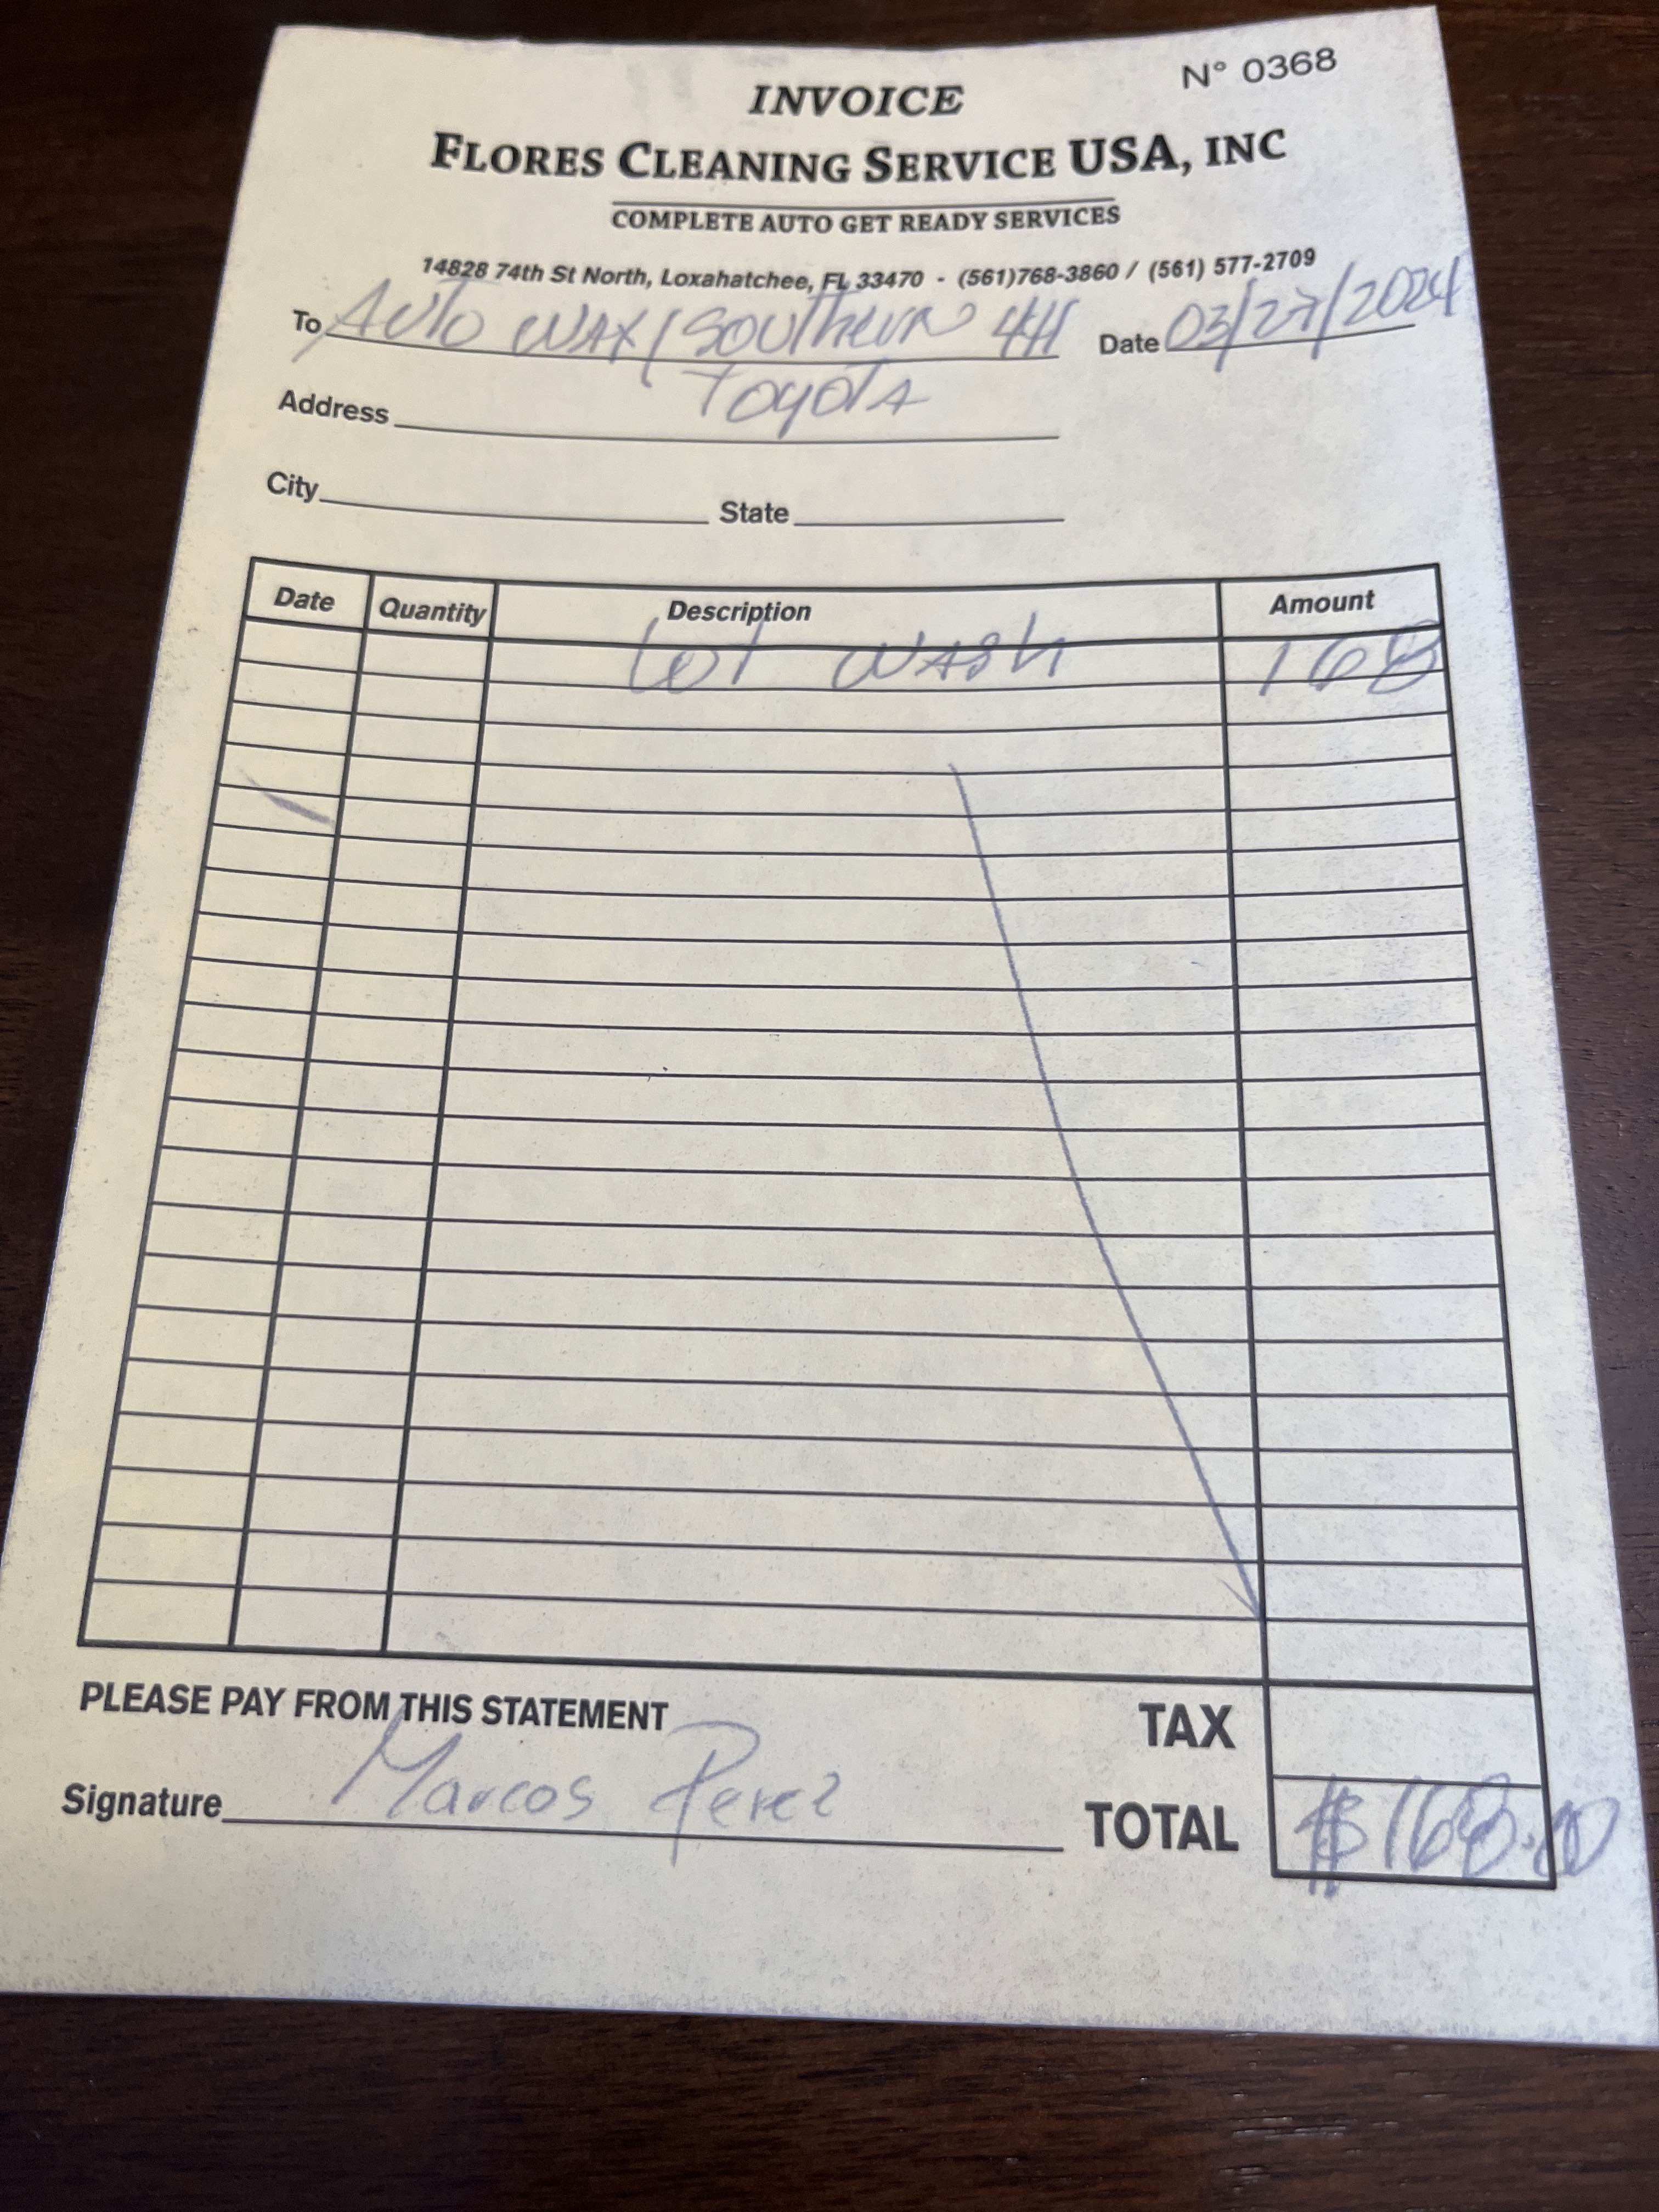 N° 0368
INVOICE
FLORES CLEANING SERVICE USA, INC
COMPLETE AUTO GET READY SERVICES
14828 74th St North, Loxahatchee, FL 33470 - (561)768-3860 / (561) 577-2709
To Auto WAX/Southern 441 Date 03/27/2024
Toyota
Address
City State
Date Quantity Description Amount
lot WASH 168
PLEASE PAY FROM THIS STATEMENT
TAX
Signature Marcos Perez
TOTAL $168.00